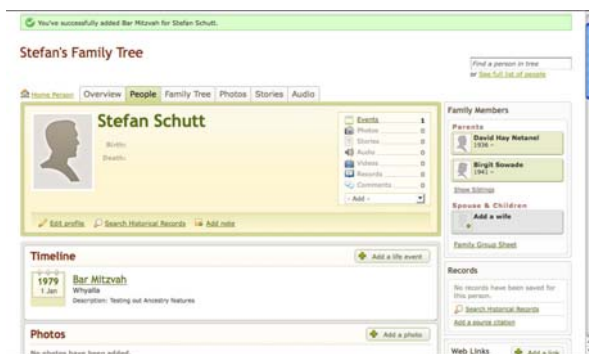 You've successfully added Bar Mitzvah for Stefan Schutt.
Stefan's Family Tree
Find a person in tree
or See full list of people
Home Person Overview People Family Tree Photos Stories Audio
Stefan Schutt
Birth:
Death:
Events 1
Photos 0
Stories 0
Audio 0
Videos 0
Records 0
Comments 0
- Add -
Edit profile Search Historical Records Add note
Timeline
Add a life event
1979
1 Jan
Bar Mitzvah
Whyalla
Description: Testing out Ancestry features
Photos
Add a photo
No photos have been added
Family Members
Parents
David Hay Netanel
1936 -
Birgit Sowade
1941 -
Show Siblings
Spouse & Children
Add a wife
Family Group Sheet
Records
No records have been saved for
this person.
Search Historical Records
Add a source citation
Web Links
Add a link